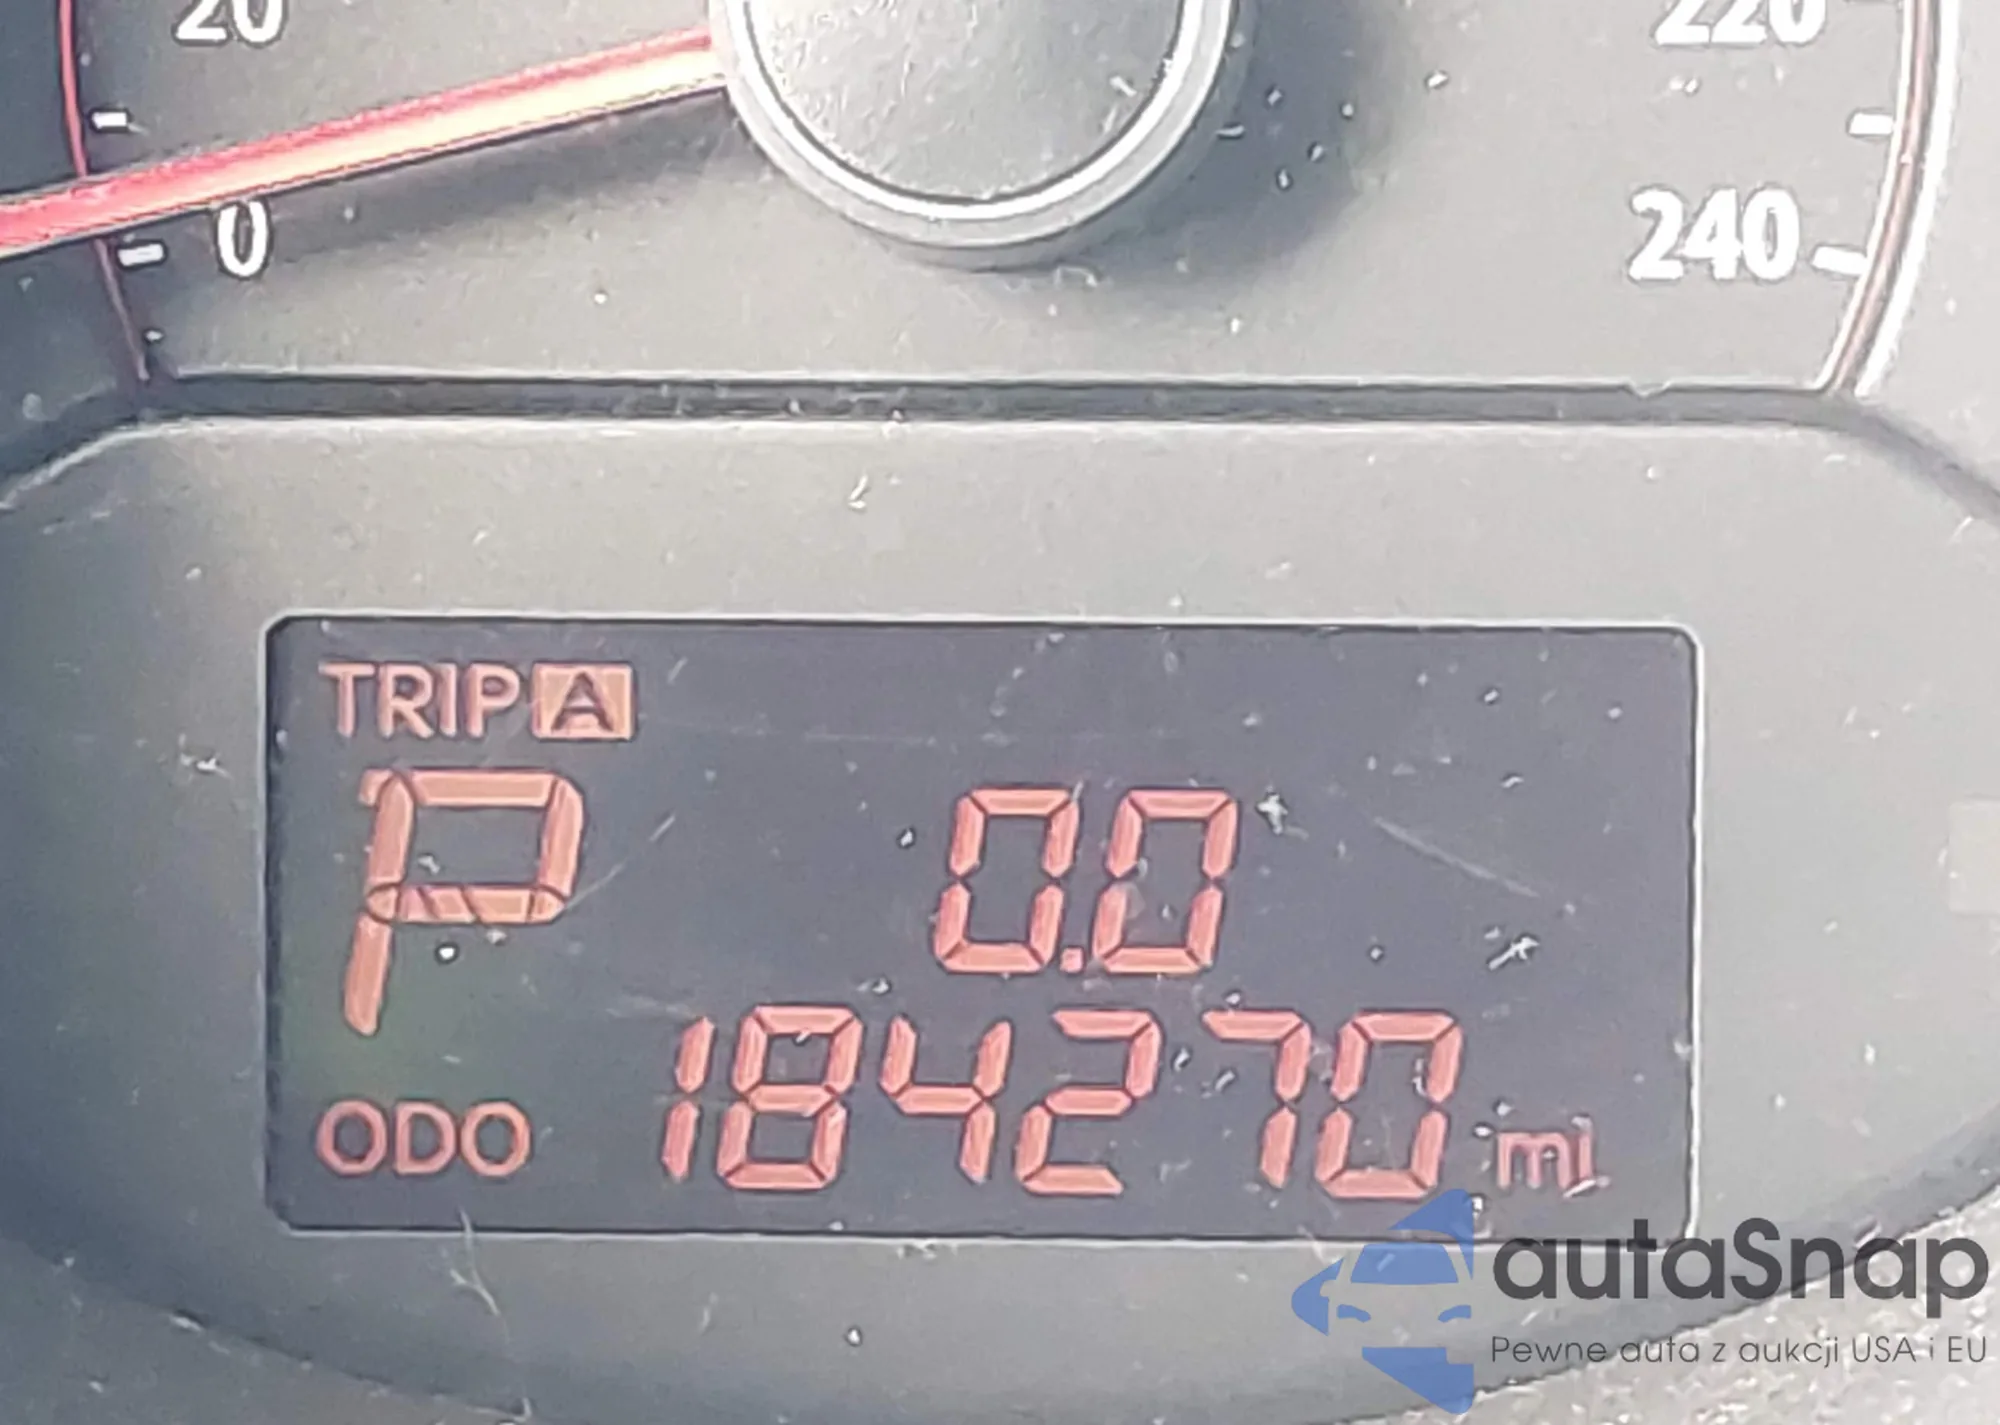 20
220
0
240
TRIP A
P
0.0
ODO 184270 mi
autaSnap
Pewne auta z aukcji USA i EU